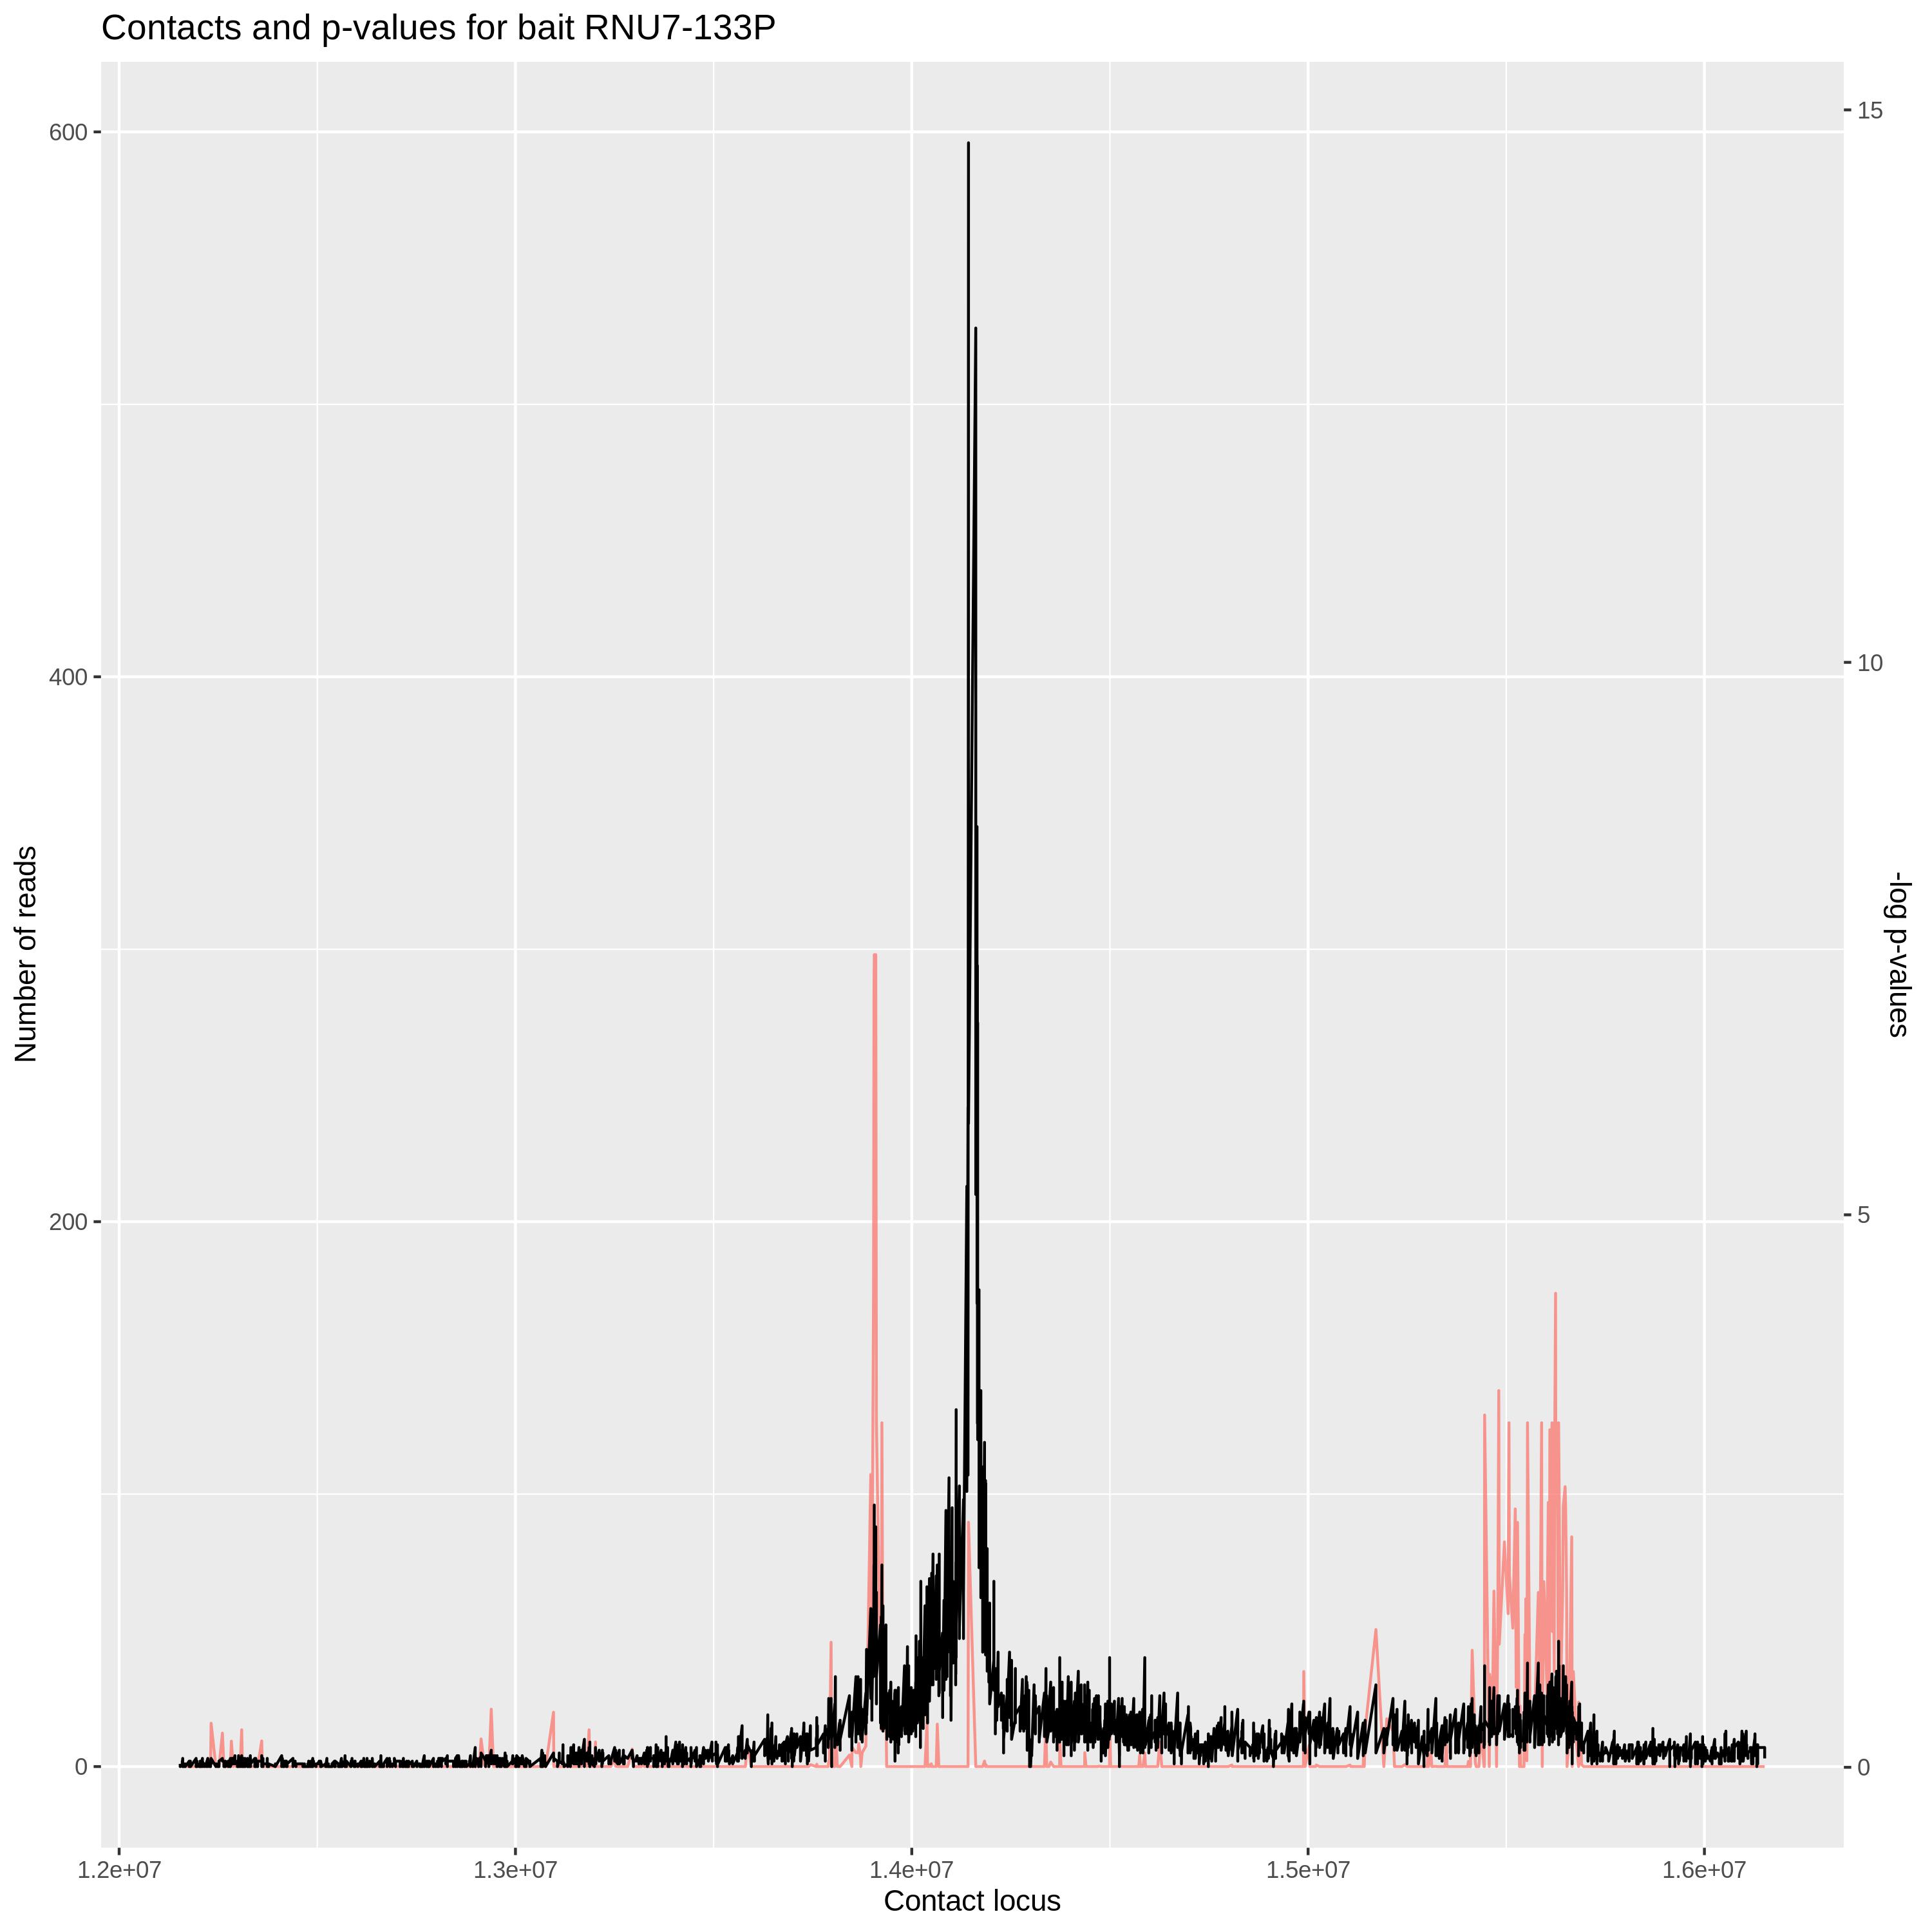 Contacts and p-values for bait RNU7-133P
600
400
200
0
Number of reads
15
10
5
0
-log p-values
1.2e+07 1.3e+07 1.4e+07 1.5e+07 1.6e+07
Contact locus